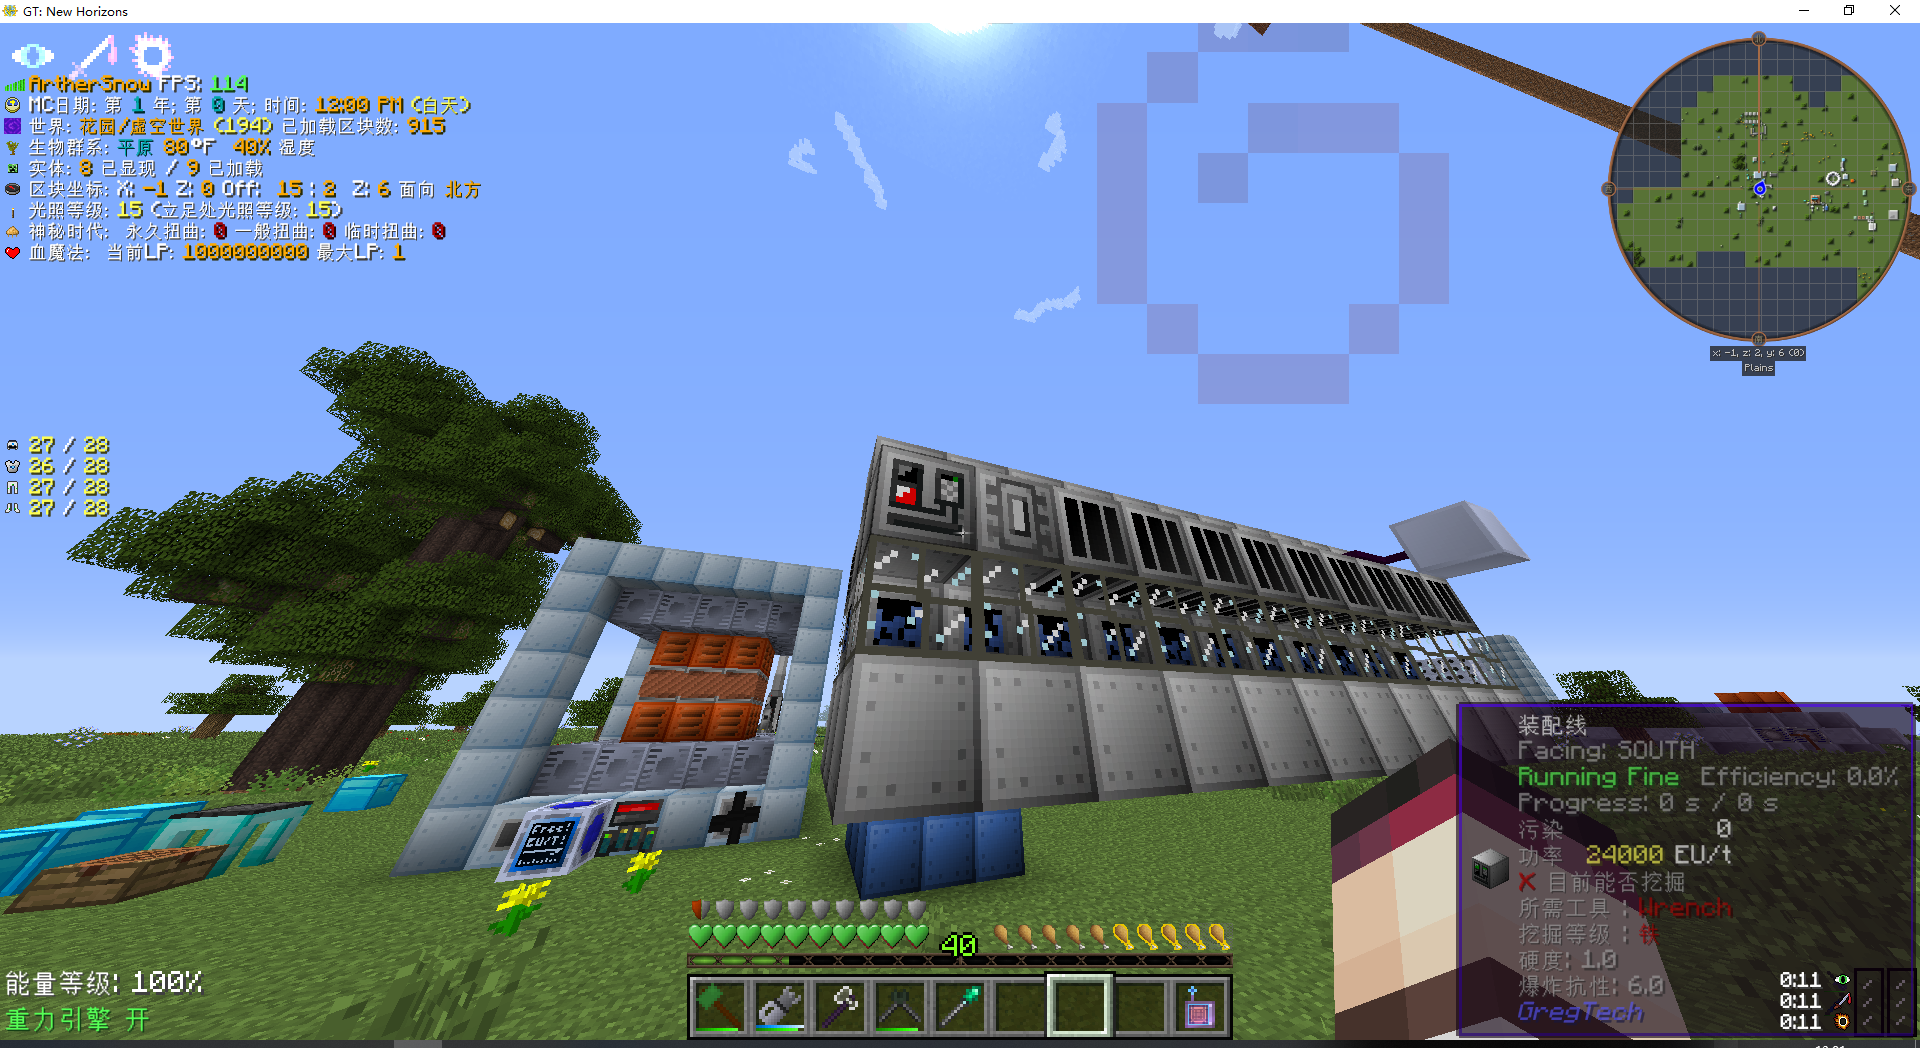 GT: New Horizons
ArtherSnow FPS: 114
MC日期: 第 1 年; 第 0 天; 时间: 12:00 PM (白天)
世界: 花园/虚空世界 (194) 已加载区块数: 915
生物群系: 平原 80°F 40% 湿度
实体: 8 已显现 / 9 已加载
区块坐标: X: -1 Z: 0 Off: 15 : 2 Z: 6 面向 北方
光照等级: 15 (立足处光照等级: 15)
神秘时代: 永久扭曲: 0 一般扭曲: 0 临时扭曲: 0
血魔法: 当前LP: 1000000000 最大LP: 1
x: -1, z: 2, y: 6 (0)
Plains
27 / 28
26 / 28
27 / 28
27 / 28
Free!
EU/T!
装配线
Facing: SOUTH
Running Fine Efficiency: 0.0%
Progress: 0 s / 0 s
污染 0
功率 24000 EU/t
✗ 目前能否挖掘
所需工具 : Wrench
挖掘等级 : 铁
硬度: 1.0
爆炸抗性: 6.0
GregTech
40
能量等级: 100%
重力引擎 开
0:11
0:11
0:11